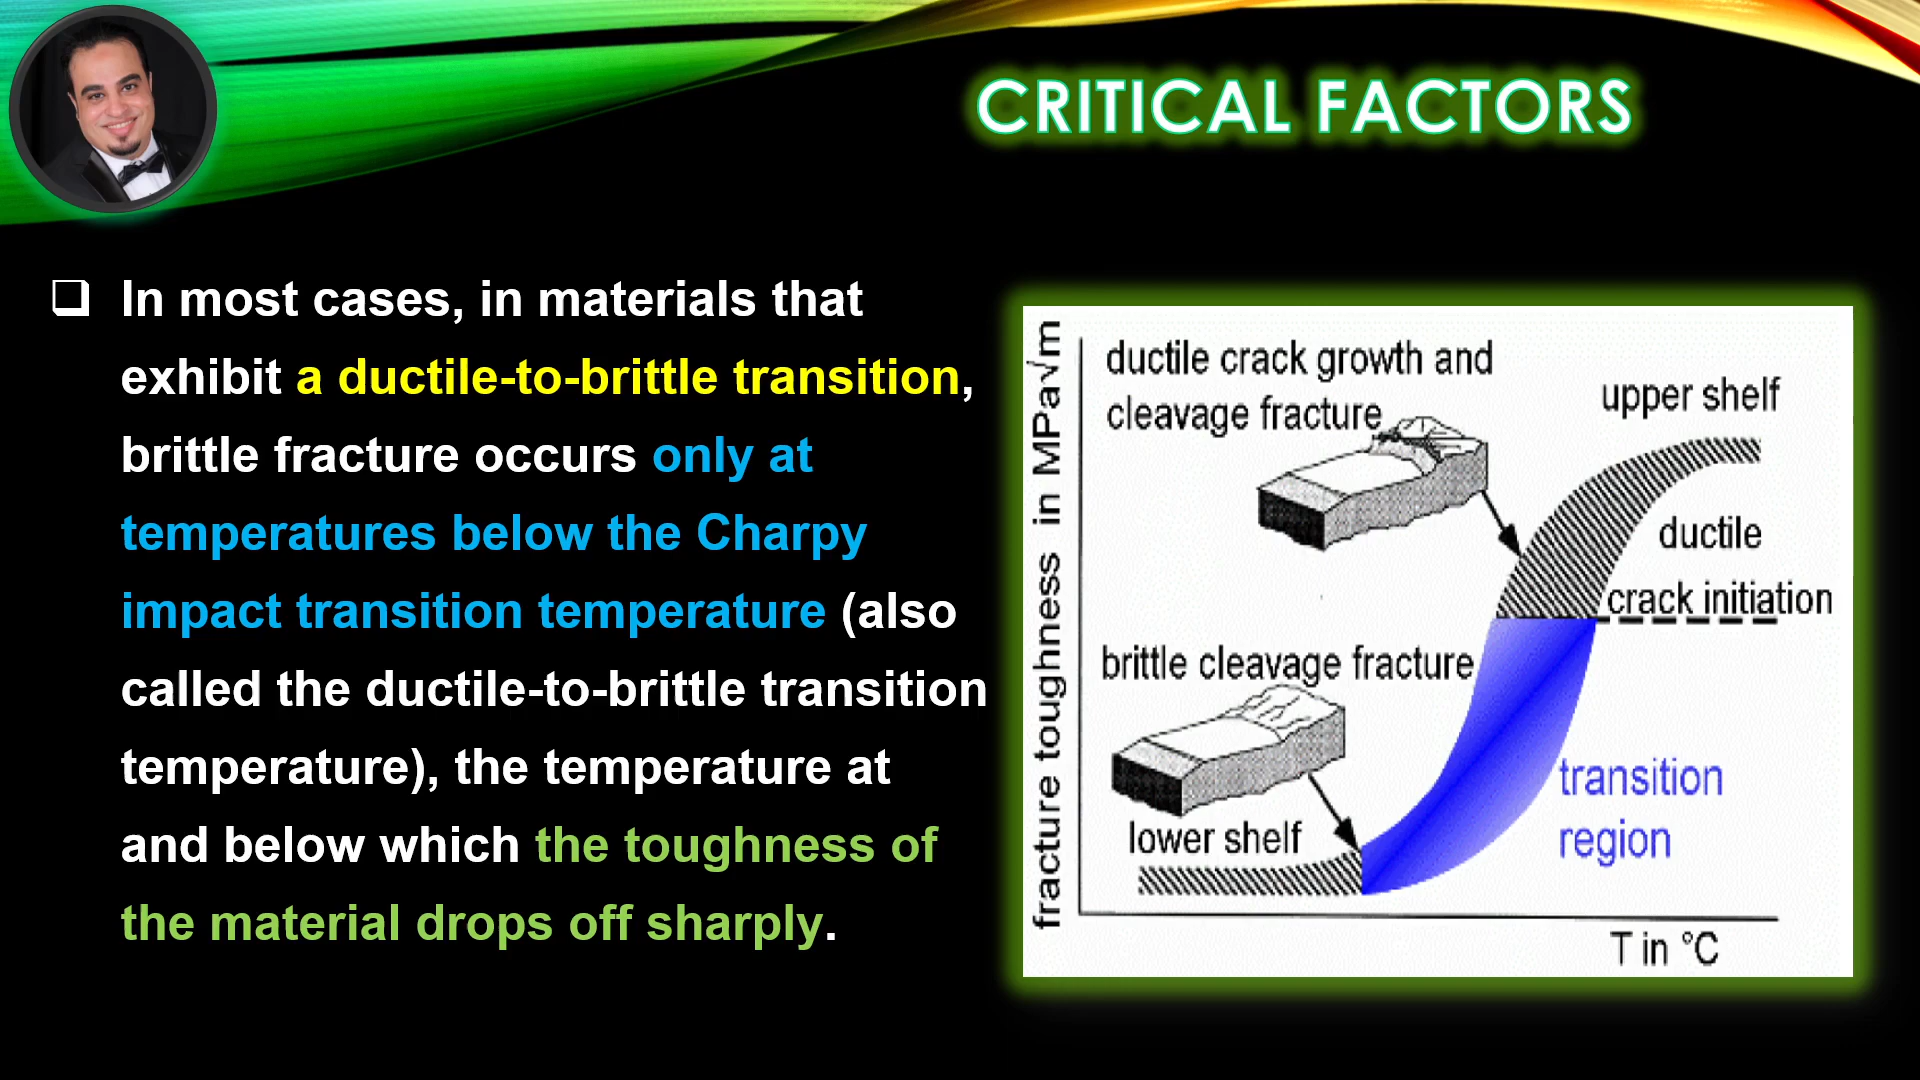 CRITICAL FACTORS
❑ In most cases, in materials that
exhibit a ductile-to-brittle transition,
brittle fracture occurs only at
temperatures below the Charpy
impact transition temperature (also
called the ductile-to-brittle transition
temperature), the temperature at
and below which the toughness of
the material drops off sharply.
fracture toughness in MPa√m
ductile crack growth and
cleavage fracture
upper shelf
ductile
crack initiation
brittle cleavage fracture
transition
region
lower shelf
T in °C